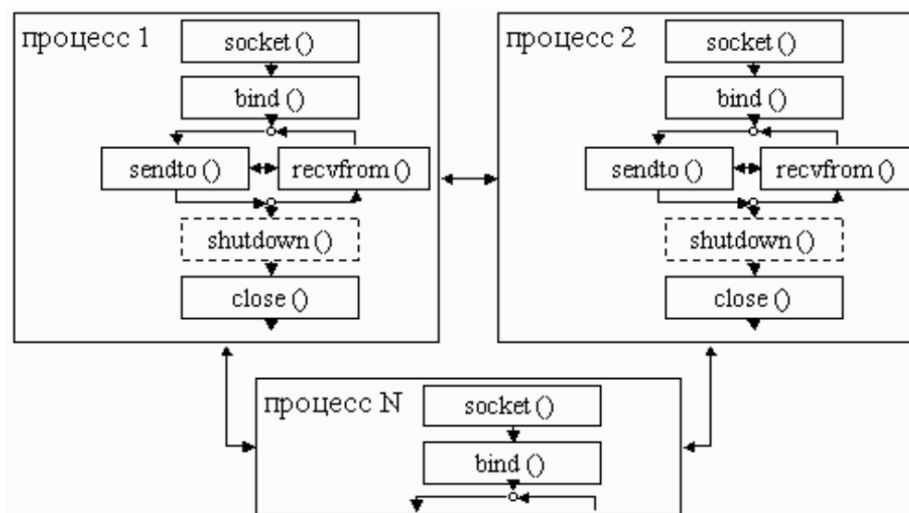 процесс 1
socket ()
bind ()
sendto ()
recvfrom ()
shutdown ()
close ()
процесс 2
socket ()
bind ()
sendto ()
recvfrom ()
shutdown ()
close ()
процесс N
socket ()
bind ()